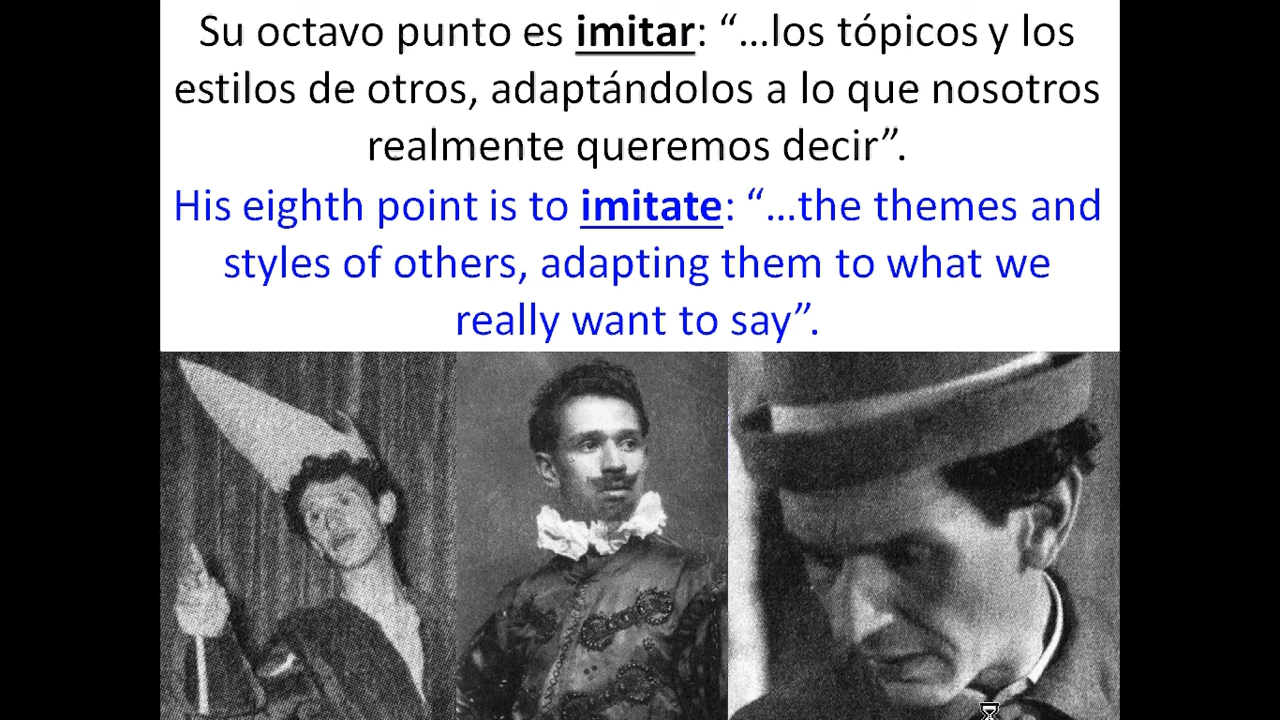 Su octavo punto es imitar: “…los tópicos y los
estilos de otros, adaptándolos a lo que nosotros
realmente queremos decir”.
His eighth point is to imitate: “…the themes and
styles of others, adapting them to what we
really want to say”.